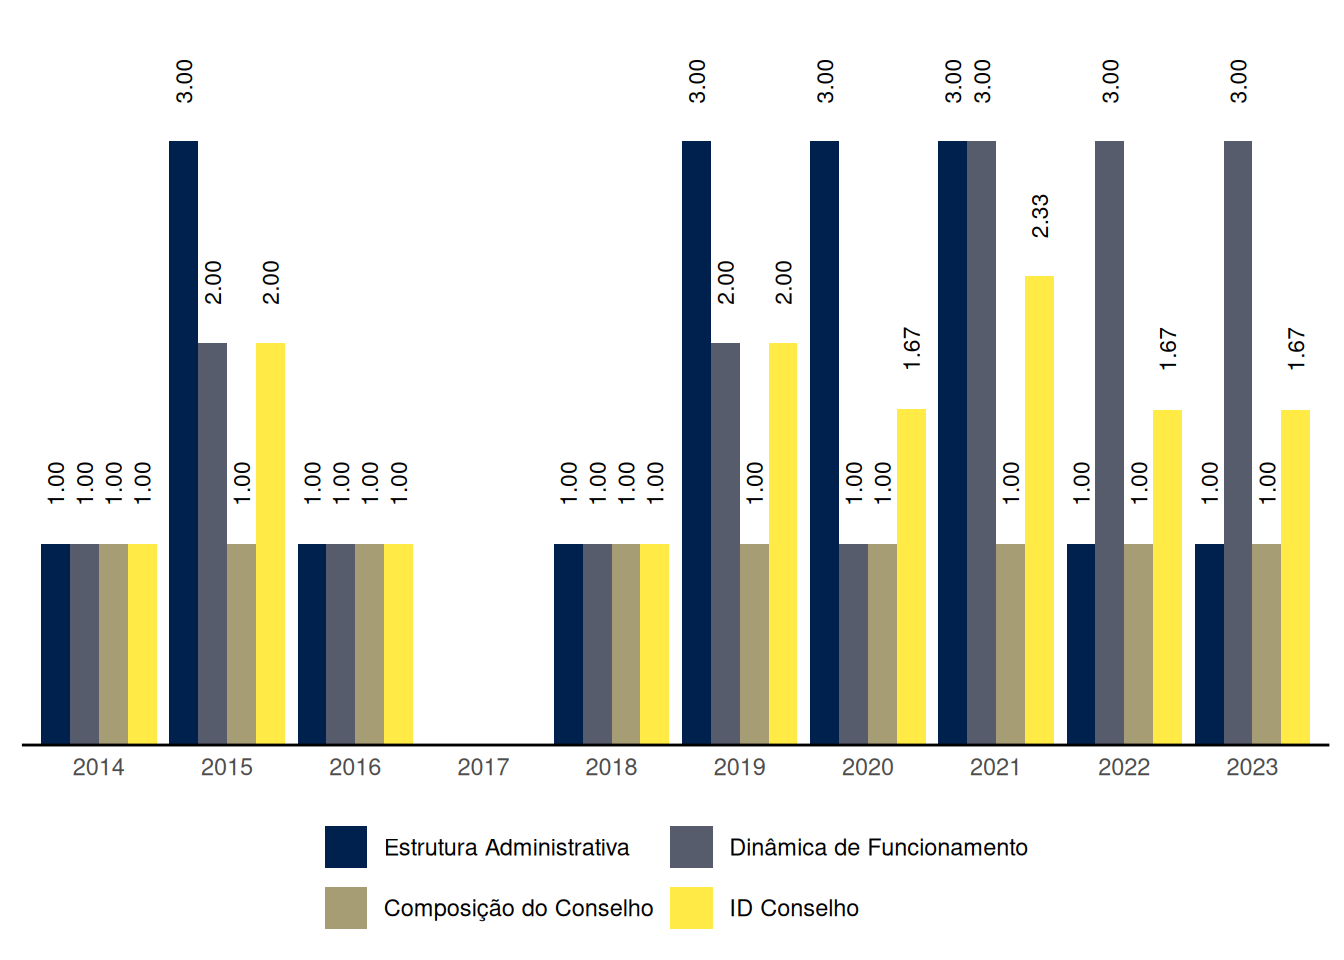 3.00 3.00 3.00 3.00 3.00 3.00 3.00
2.33
2.00 2.00 2.00 2.00
1.67 1.67 1.67
1.00 1.00 1.00 1.00 1.00 1.00 1.00 1.00 1.00 1.00 1.00 1.00 1.00 1.00 1.00 1.00 1.00 1.00 1.00 1.00 1.00 1.00
2014 2015 2016 2017 2018 2019 2020 2021 2022 2023
Estrutura Administrativa Dinâmica de Funcionamento
Composição do Conselho ID Conselho